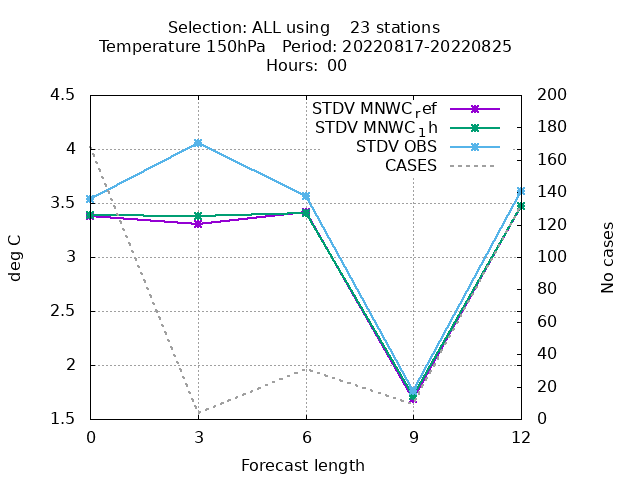 Selection: ALL using 23 stations
Temperature 150hPa Period: 20220817-20220825
Hours: 00
STDV MNWC_ref
STDV MNWC_1h
STDV OBS
CASES
4.5
4
3.5
3
2.5
2
1.5
deg C
200
180
160
140
120
100
80
60
40
20
0
No cases
0 3 6 9 12
Forecast length